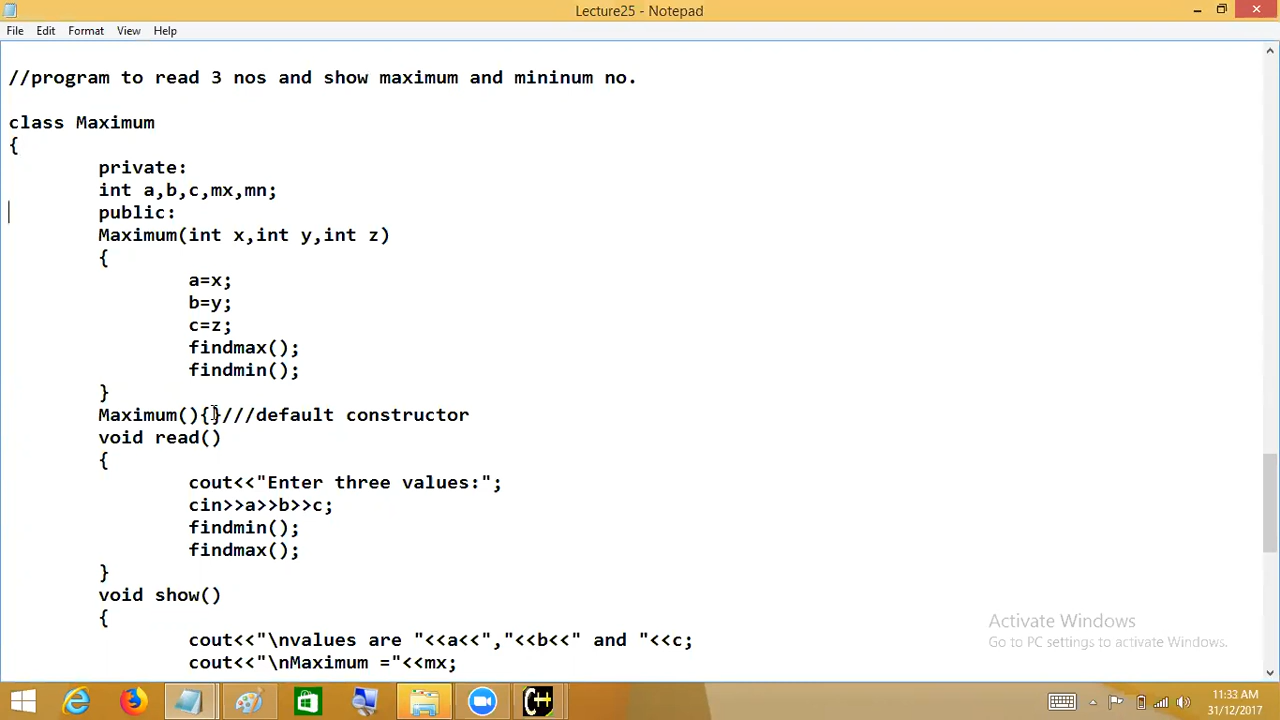 Lecture25 - Notepad
File Edit Format View Help
//program to read 3 nos and show maximum and mininum no.
class Maximum
{
private:
int a,b,c,mx,mn;
public:
Maximum(int x,int y,int z)
{
a=x;
b=y;
c=z;
findmax();
findmin();
}
Maximum(){}///default constructor
void read()
{
cout<<"Enter three values:";
cin>>a>>b>>c;
findmin();
findmax();
}
void show()
{
cout<<"\nvalues are "<<a<<","<<b<<" and "<<c;
cout<<"\nMaximum ="<<mx;
Activate Windows
Go to PC settings to activate Windows.
C++
11:33 AM
31/12/2017